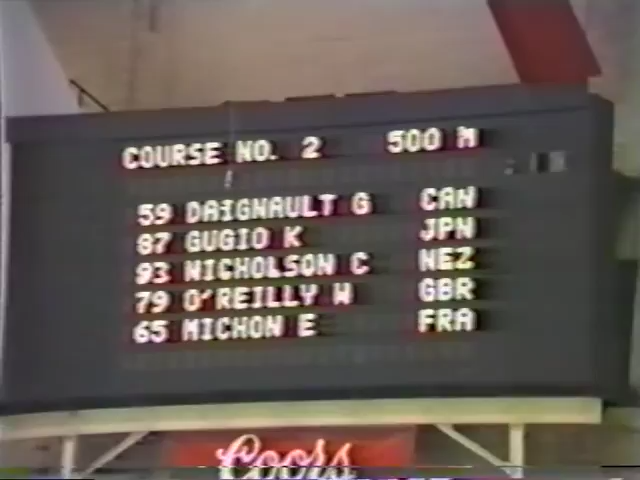 COURSE NO. 2 500 M
59 DAIGNAULT G CAN
87 GUGIO K JPN
93 NICHOLSON C NEZ
79 O'REILLY W GBR
65 MICHON E FRA
Coors